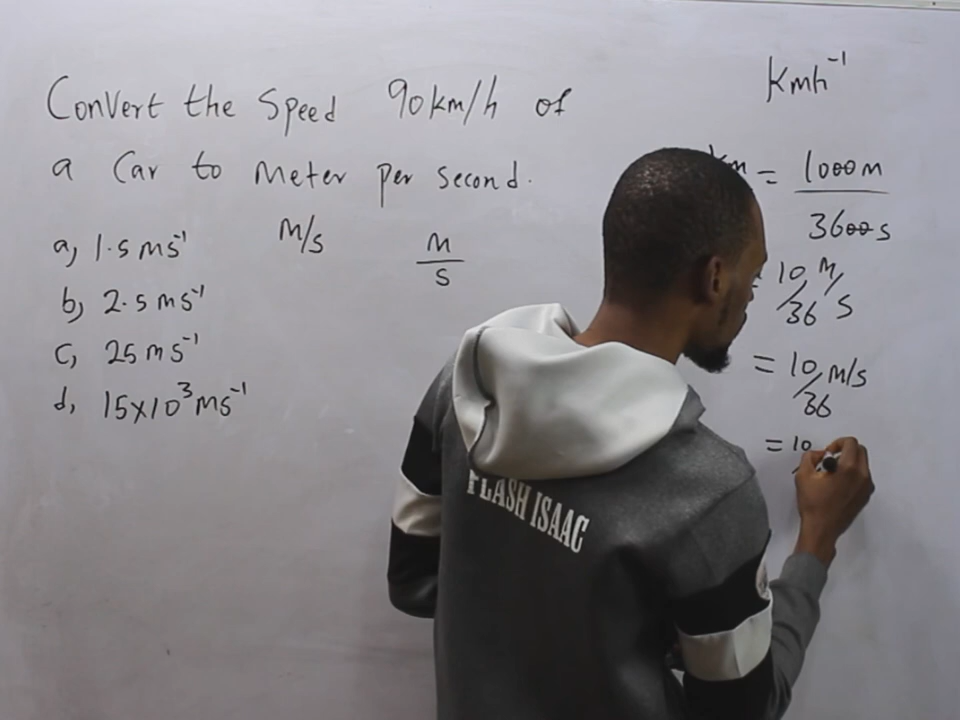 Convert the Speed 90km/h of
a Car to Meter per second.
a, 1.5 ms⁻¹
M/s
M
S
b, 2.5 ms⁻¹
c, 25 ms⁻¹
d, 15x10³ms⁻¹
Kmh⁻¹
km = 1000m
3600s
10 M/
36 S
= 10 M/s
36
= 10
FLASH ISAAC